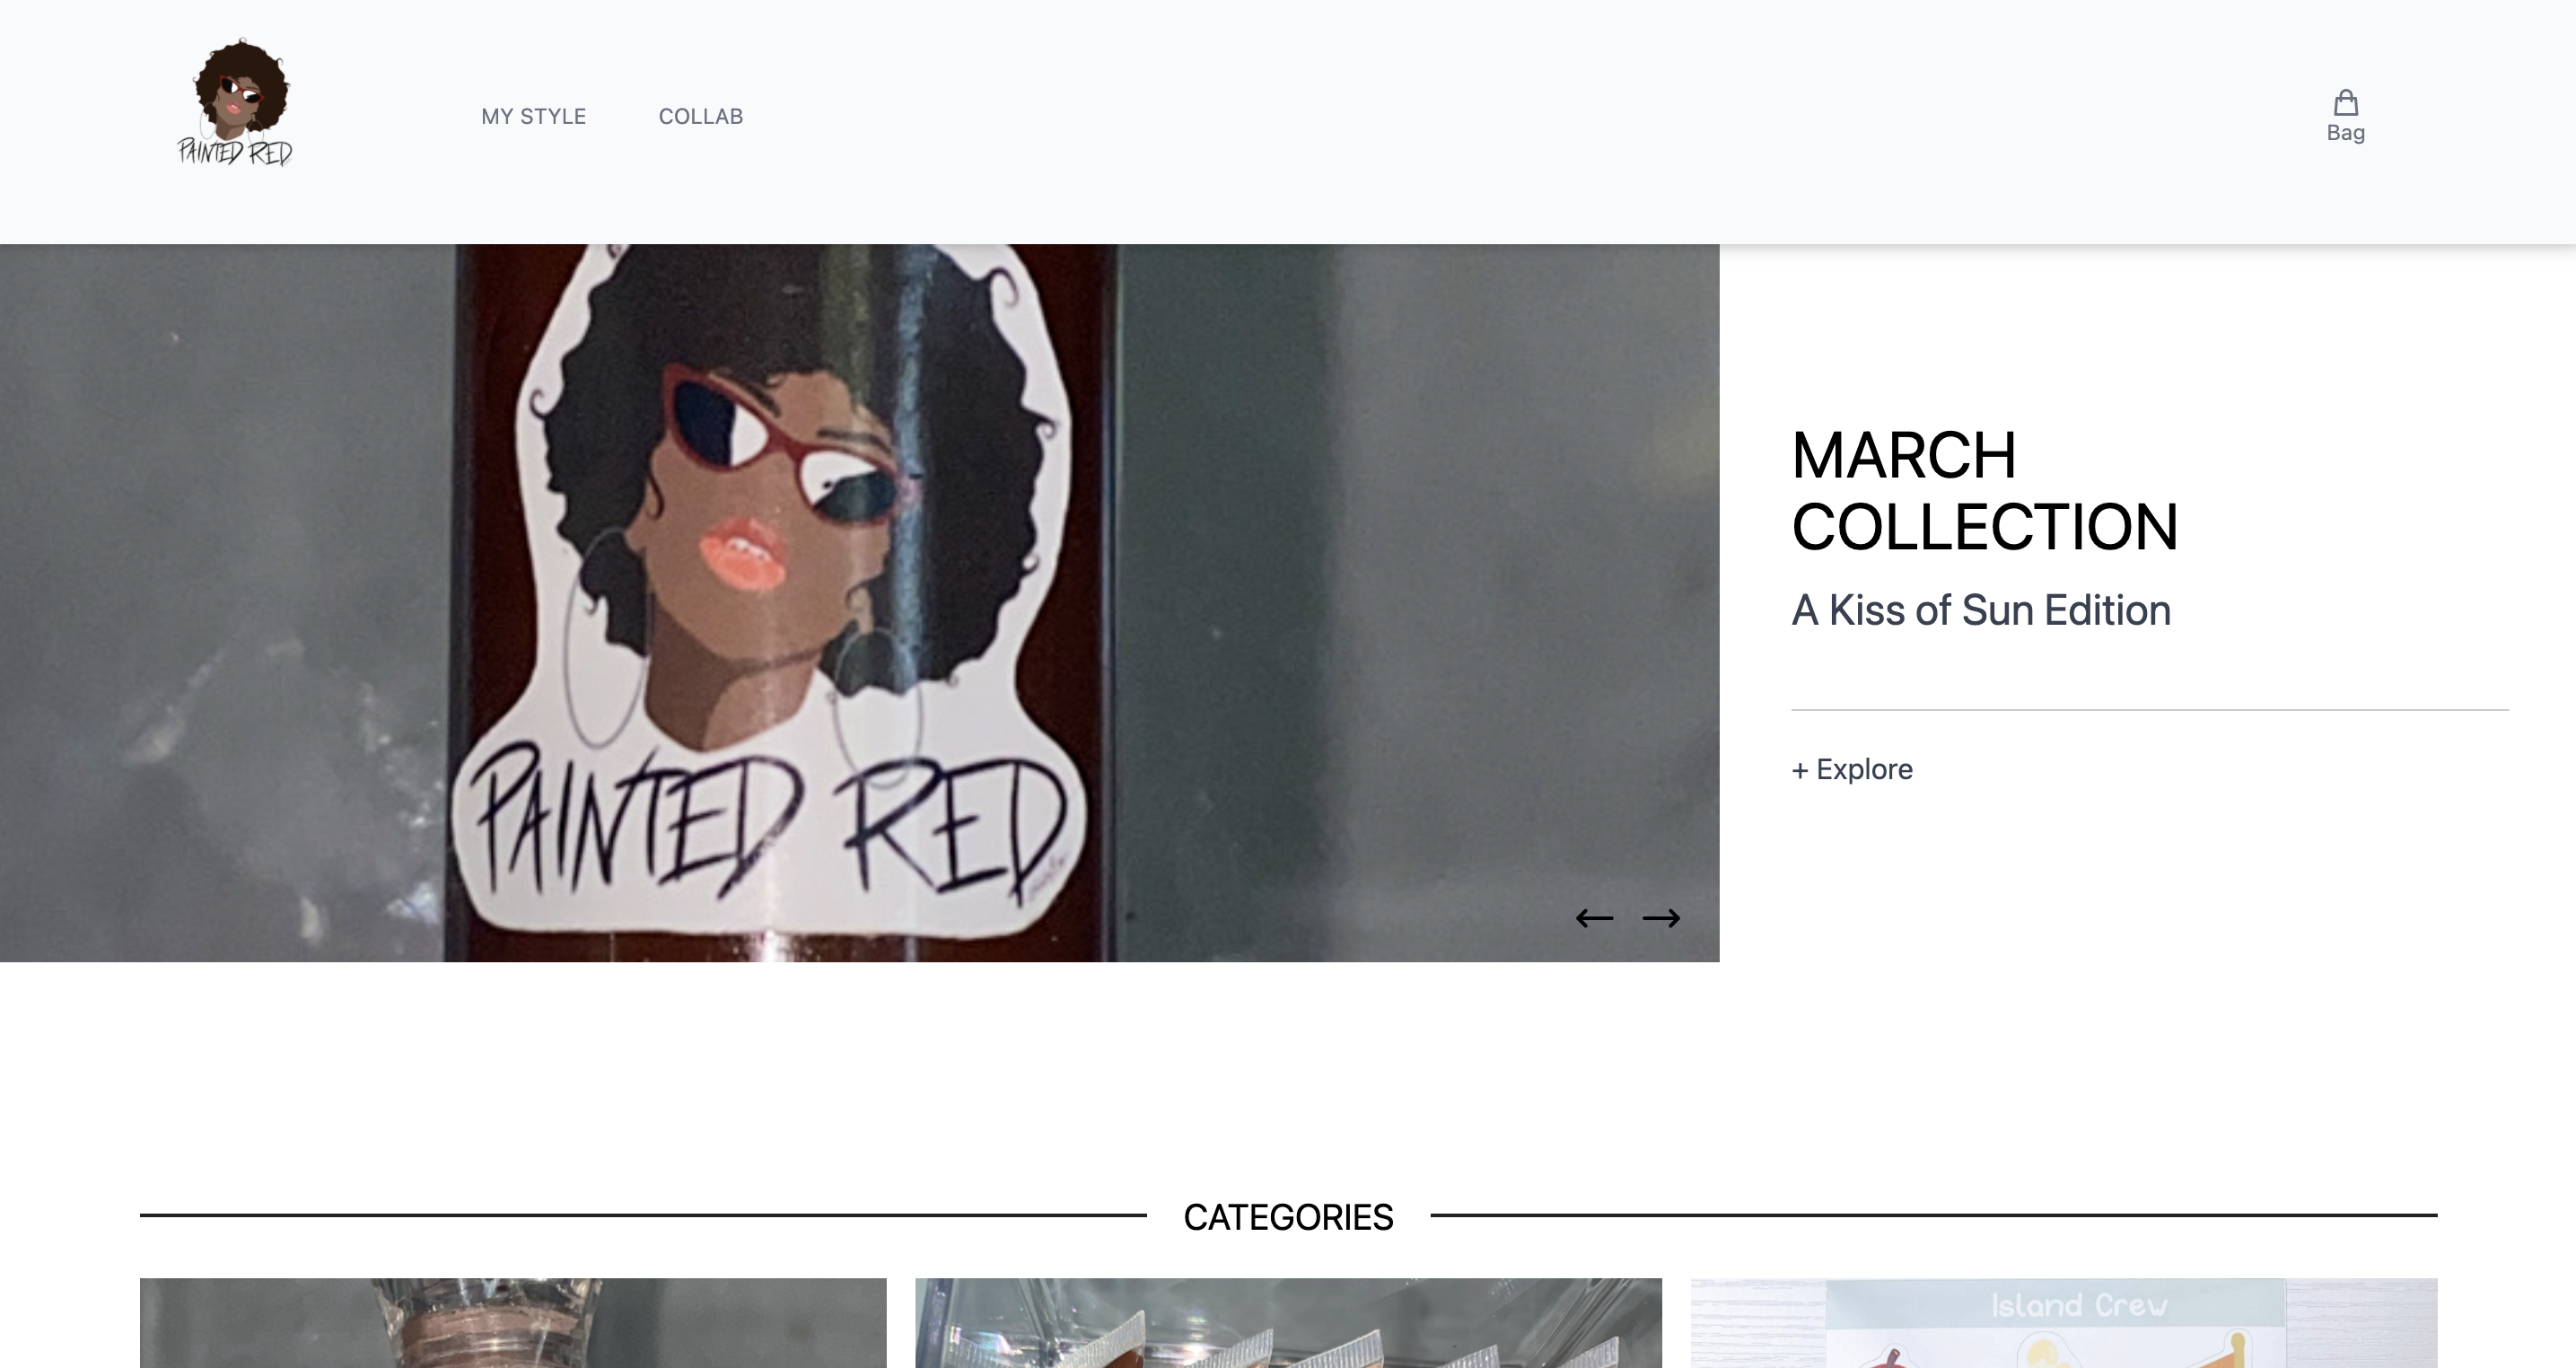 PAINTED RED
MY STYLE
COLLAB
Bag
PAINTED RED
MARCH
COLLECTION
A Kiss of Sun Edition
+ Explore
CATEGORIES
Island Crew